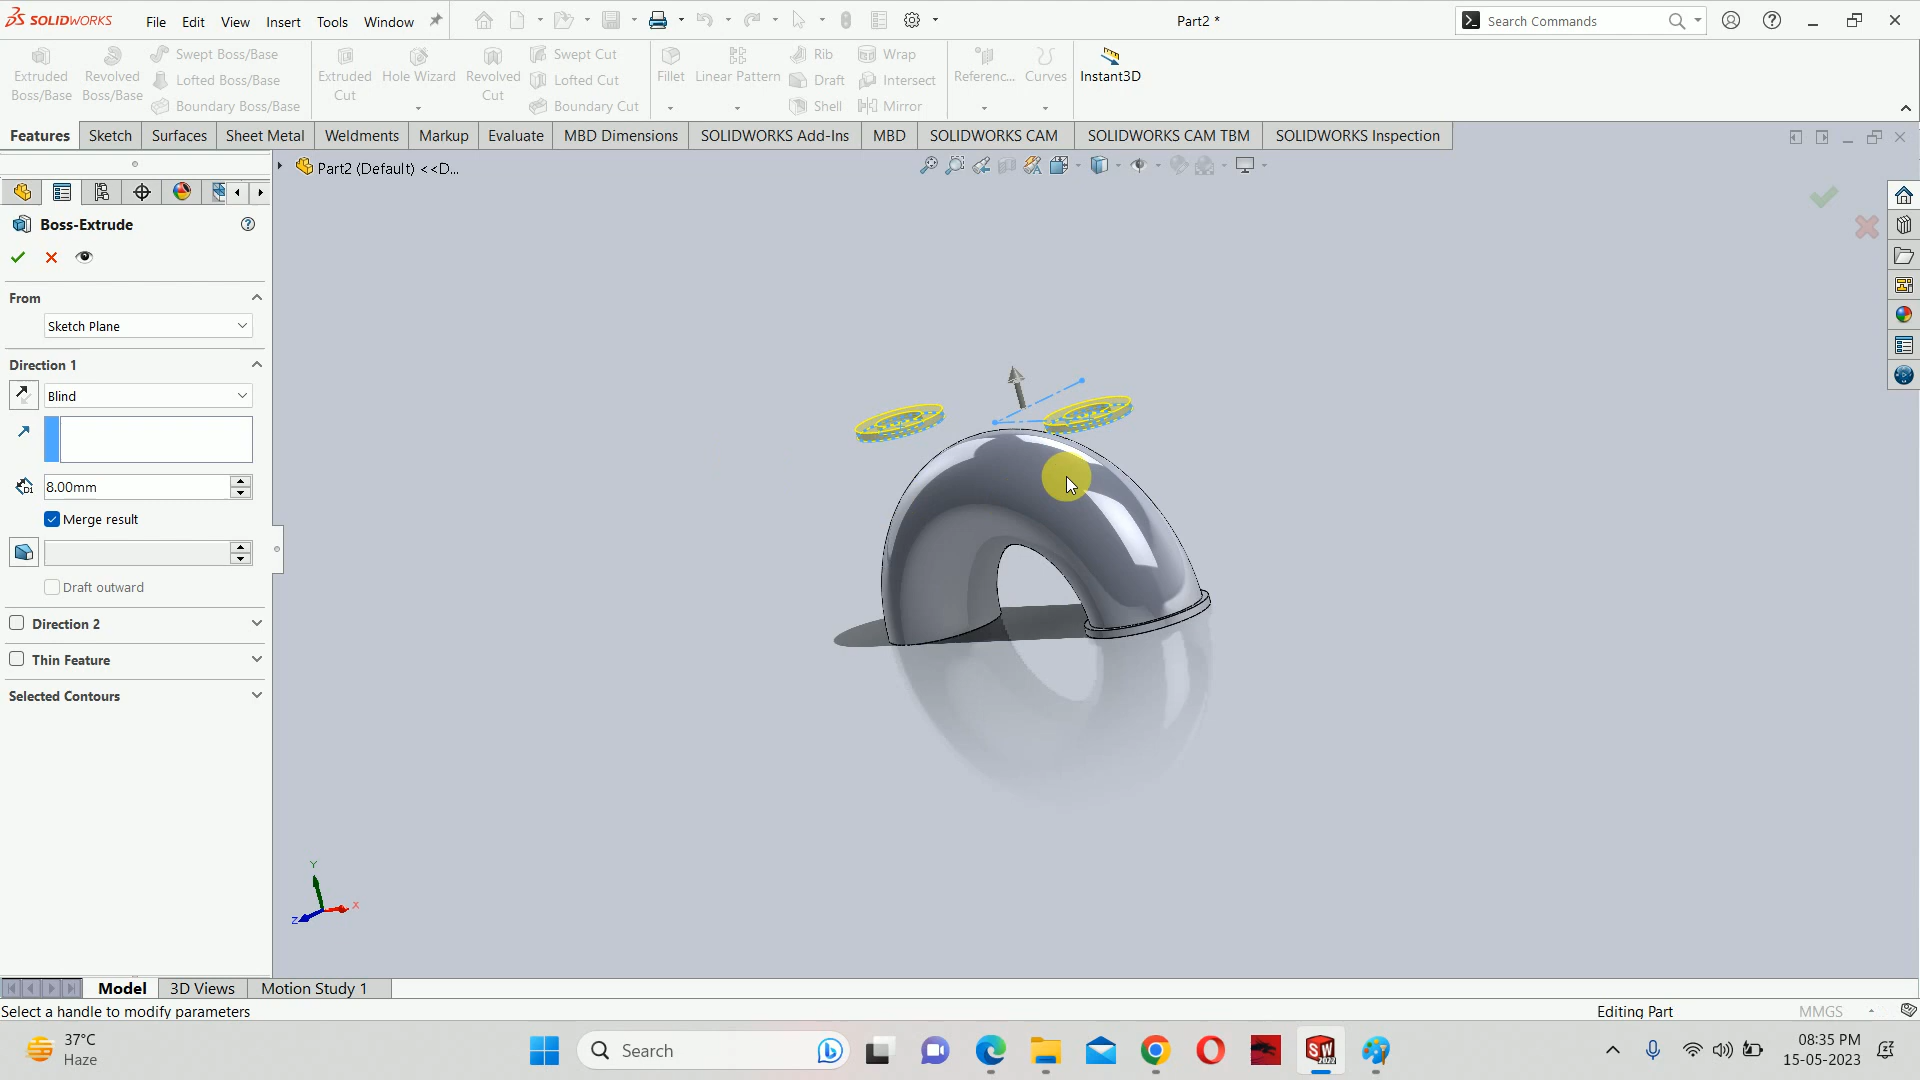 SOLIDWORKS File Edit View Insert Tools Window Part2 * Search Commands
Extruded Boss/Base
Revolved Boss/Base
Swept Boss/Base
Lofted Boss/Base
Boundary Boss/Base
Extruded Cut
Hole Wizard
Revolved Cut
Swept Cut
Lofted Cut
Boundary Cut
Fillet
Linear Pattern
Rib
Draft
Shell
Wrap
Intersect
Mirror
Referenc...
Curves
Instant3D
Features Sketch Surfaces Sheet Metal Weldments Markup Evaluate MBD Dimensions SOLIDWORKS Add-Ins MBD SOLIDWORKS CAM SOLIDWORKS CAM TBM SOLIDWORKS Inspection
Part2 (Default) <<D...
Boss-Extrude
From
Sketch Plane
Direction 1
Blind
8.00mm
Merge result
Draft outward
Direction 2
Thin Feature
Selected Contours
Y
X
Z
Model 3D Views Motion Study 1
Select a handle to modify parameters Editing Part MMGS
37°C
Haze
Search
SW
2022
08:35 PM
15-05-2023